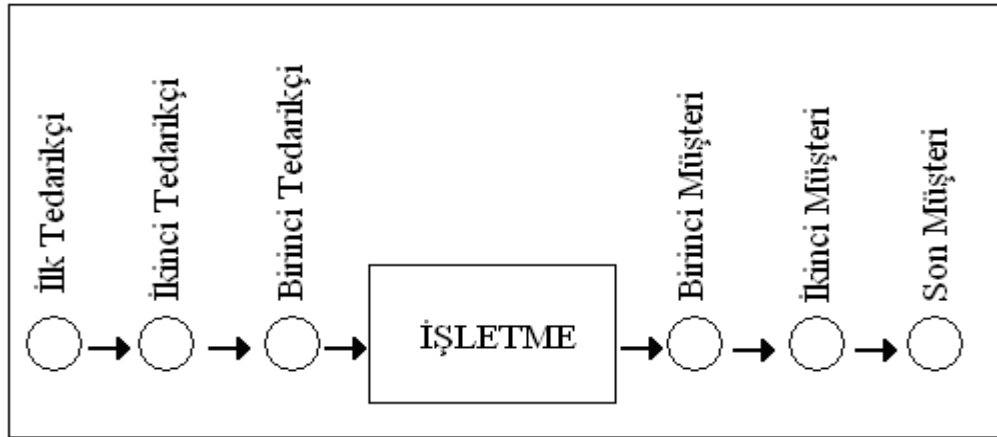 İlk Tedarikçi
İkinci Tedarikçi
Birinci Tedarikçi
İŞLETME
Birinci Müşteri
İkinci Müşteri
Son Müşteri